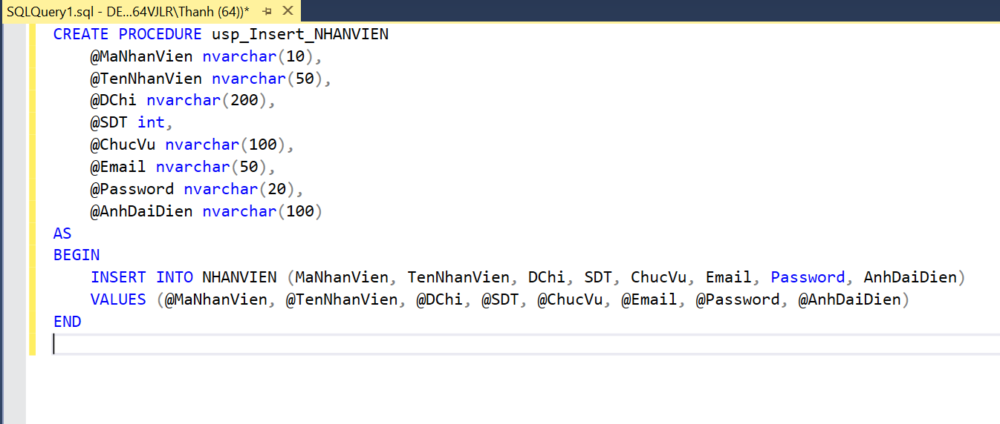 SQLQuery1.sql - DE...64VJLR\Thanh (64))*
CREATE PROCEDURE usp_Insert_NHANVIEN
@MaNhanVien nvarchar(10),
@TenNhanVien nvarchar(50),
@DChi nvarchar(200),
@SDT int,
@ChucVu nvarchar(100),
@Email nvarchar(50),
@Password nvarchar(20),
@AnhDaiDien nvarchar(100)
AS
BEGIN
INSERT INTO NHANVIEN (MaNhanVien, TenNhanVien, DChi, SDT, ChucVu, Email, Password, AnhDaiDien)
VALUES (@MaNhanVien, @TenNhanVien, @DChi, @SDT, @ChucVu, @Email, @Password, @AnhDaiDien)
END